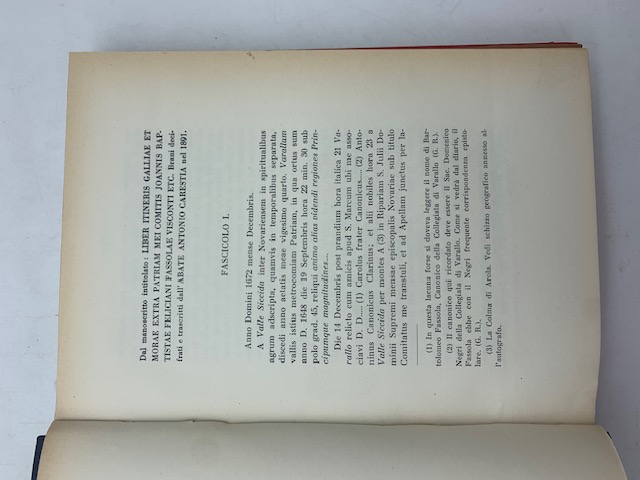 Dal manoscritto intitolato: LIBER ITINERIS GALLIAE ET
MORAE EXTRA PATRIAM MEI COMITIS JOANNIS BAP-
TISTAE FELICIANI FASSOLAE VISCONTI ETC. Brani deci-
frati e trascritti dall'ABATE ANTONIO CARESTIA nel 1891.
FASCICOLO I.
Anno Domini 1672 mense Decembris.
A Valle Siccida inter Novariensem in spiritualibus
agrum adscripta, quamvis in temporalibus separata,
discedi anno aetatis meae vigesimo quarto. Varallum
vallis istius metrocomium Patriam, in qua ortus sum
anno D. 1648 die 19 Septembris hora 22 min. 30 sub
polo grad. 45, reliqui animo alias videndi regiones Prin-
cipumque magnitudines...
Die 14 Decembris post prandium hora italica 21 Va-
rallo redicto cum amicis apud S. Marcum ubi me asso-
ciavi D. D.... (1) Carolus frater Canonicus.... (2) Anto-
ninus Canonicus Clarinus; et alii nobiles hora 23 a
Valle Siccida per montes A (3) in Riperiam S. Julii Do-
minii Supremi mensae episcopalis Novariae sub titulo
Comitatus me transtuli, et ad Apellam junctus per la-
(1) In questa lacuna forse si doveva leggere il nome di Bar-
tolomeo Fassola, Canonico della Collegiata di Varallo (G. R.).
(2) Il canonico qui ricordato deve essere il Sac. Domenico
Negri della Collegiata di Varallo. Come si vedrà dal diario, il
Fassola ebbe con il Negri frequente corrispondenza episto-
lare. (G. R.).
(3) La Colma di Arola. Vedi schizzo geografico annesso al-
l'autografo.